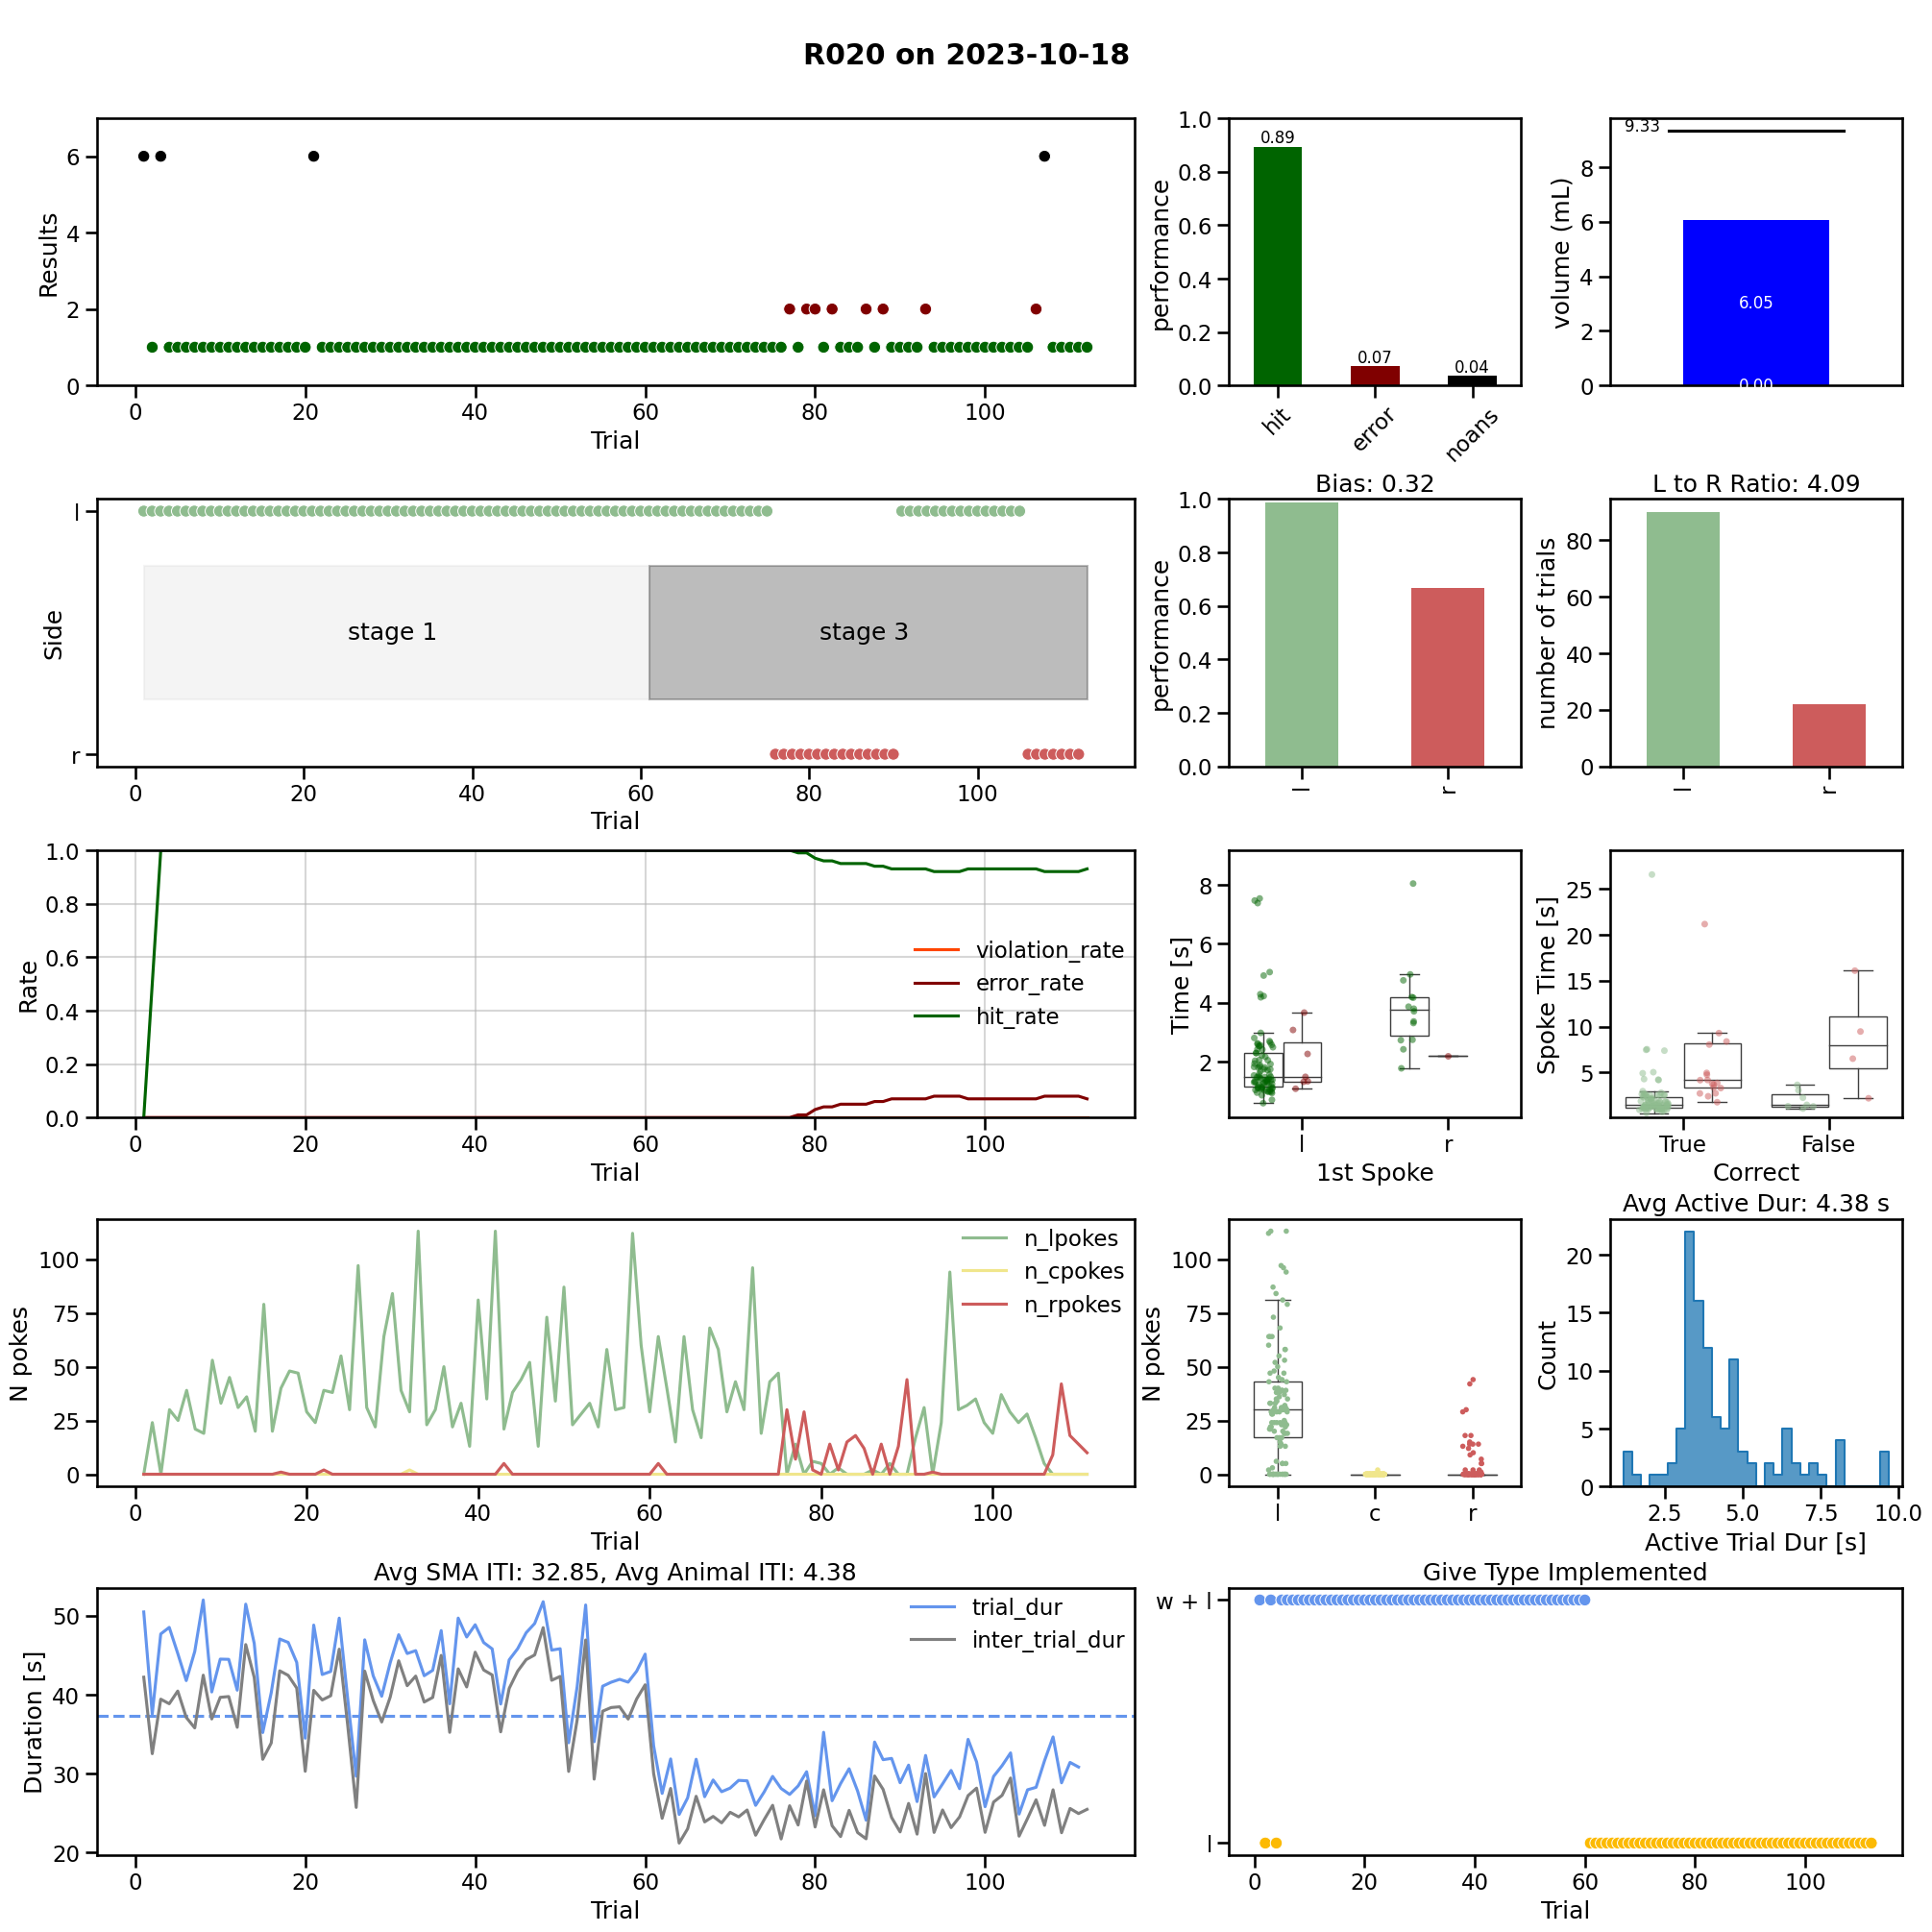 R020 on 2023-10-18
Results
6
4
2
0
0 20 40 60 80 100
Trial
performance
1.0
0.8
0.6
0.4
0.2
0.0
0.89
0.07
0.04
hit error noans
volume (mL)
8
6
4
2
0
9.33
6.05
0.00
Side
l
r
stage 1
stage 3
0 20 40 60 80 100
Trial
Bias: 0.32
performance
1.0
0.8
0.6
0.4
0.2
0.0
l r
L to R Ratio: 4.09
number of trials
80
60
40
20
0
l r
Rate
1.0
0.8
0.6
0.4
0.2
0.0
violation_rate
error_rate
hit_rate
0 20 40 60 80 100
Trial
Time [s]
8
6
4
2
l r
1st Spoke
Spoke Time [s]
25
20
15
10
5
True False
Correct
N pokes
100
75
50
25
0
n_lpokes
n_cpokes
n_rpokes
0 20 40 60 80 100
Trial
N pokes
100
75
50
25
0
l c r
Avg Active Dur: 4.38 s
Count
20
15
10
5
0
2.5 5.0 7.5 10.0
Active Trial Dur [s]
Avg SMA ITI: 32.85, Avg Animal ITI: 4.38
Duration [s]
50
40
30
20
trial_dur
inter_trial_dur
0 20 40 60 80 100
Trial
Give Type Implemented
w + l
l
0 20 40 60 80 100
Trial